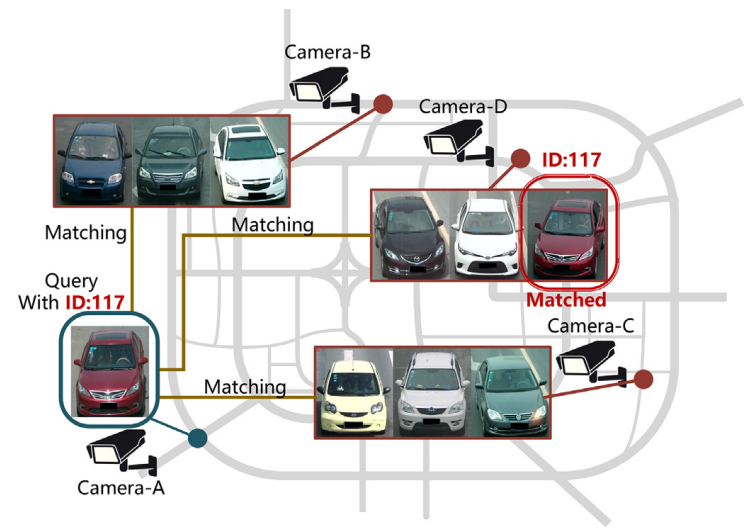 Camera-B
Camera-D
ID:117
Matching
Matching
Query
With ID:117
Matched
Camera-C
Matching
Camera-A